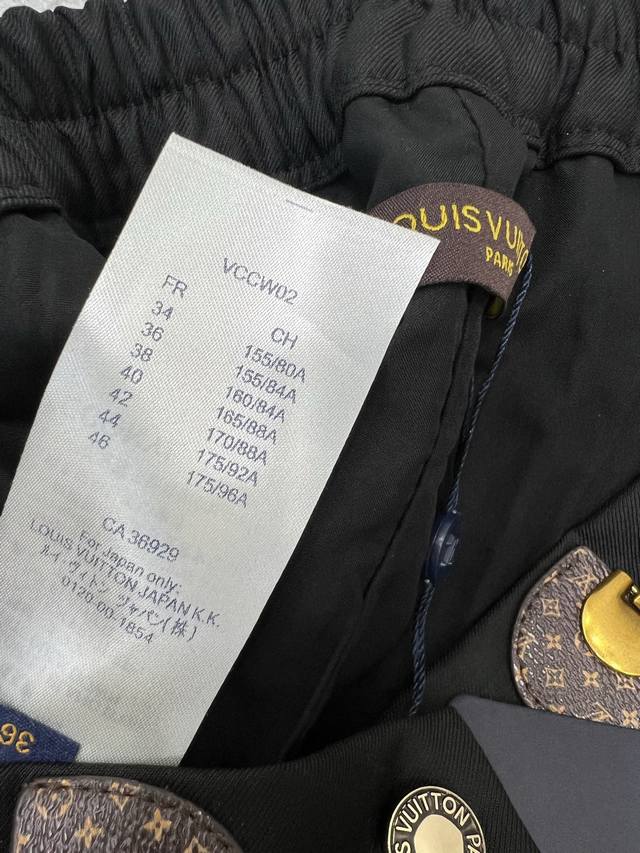 LOUIS VUITTON
PARIS
VCCW02
FR CH
34 155/80A
36 155/84A
38 160/84A
40 165/88A
42 170/88A
44 175/92A
46 175/96A
CA 36929
For Japan only:
LOUIS VUITTON JAPAN K.K.
ルイ・ヴィトン ジャパン(株)
0120-00-1854
36
VUITTON